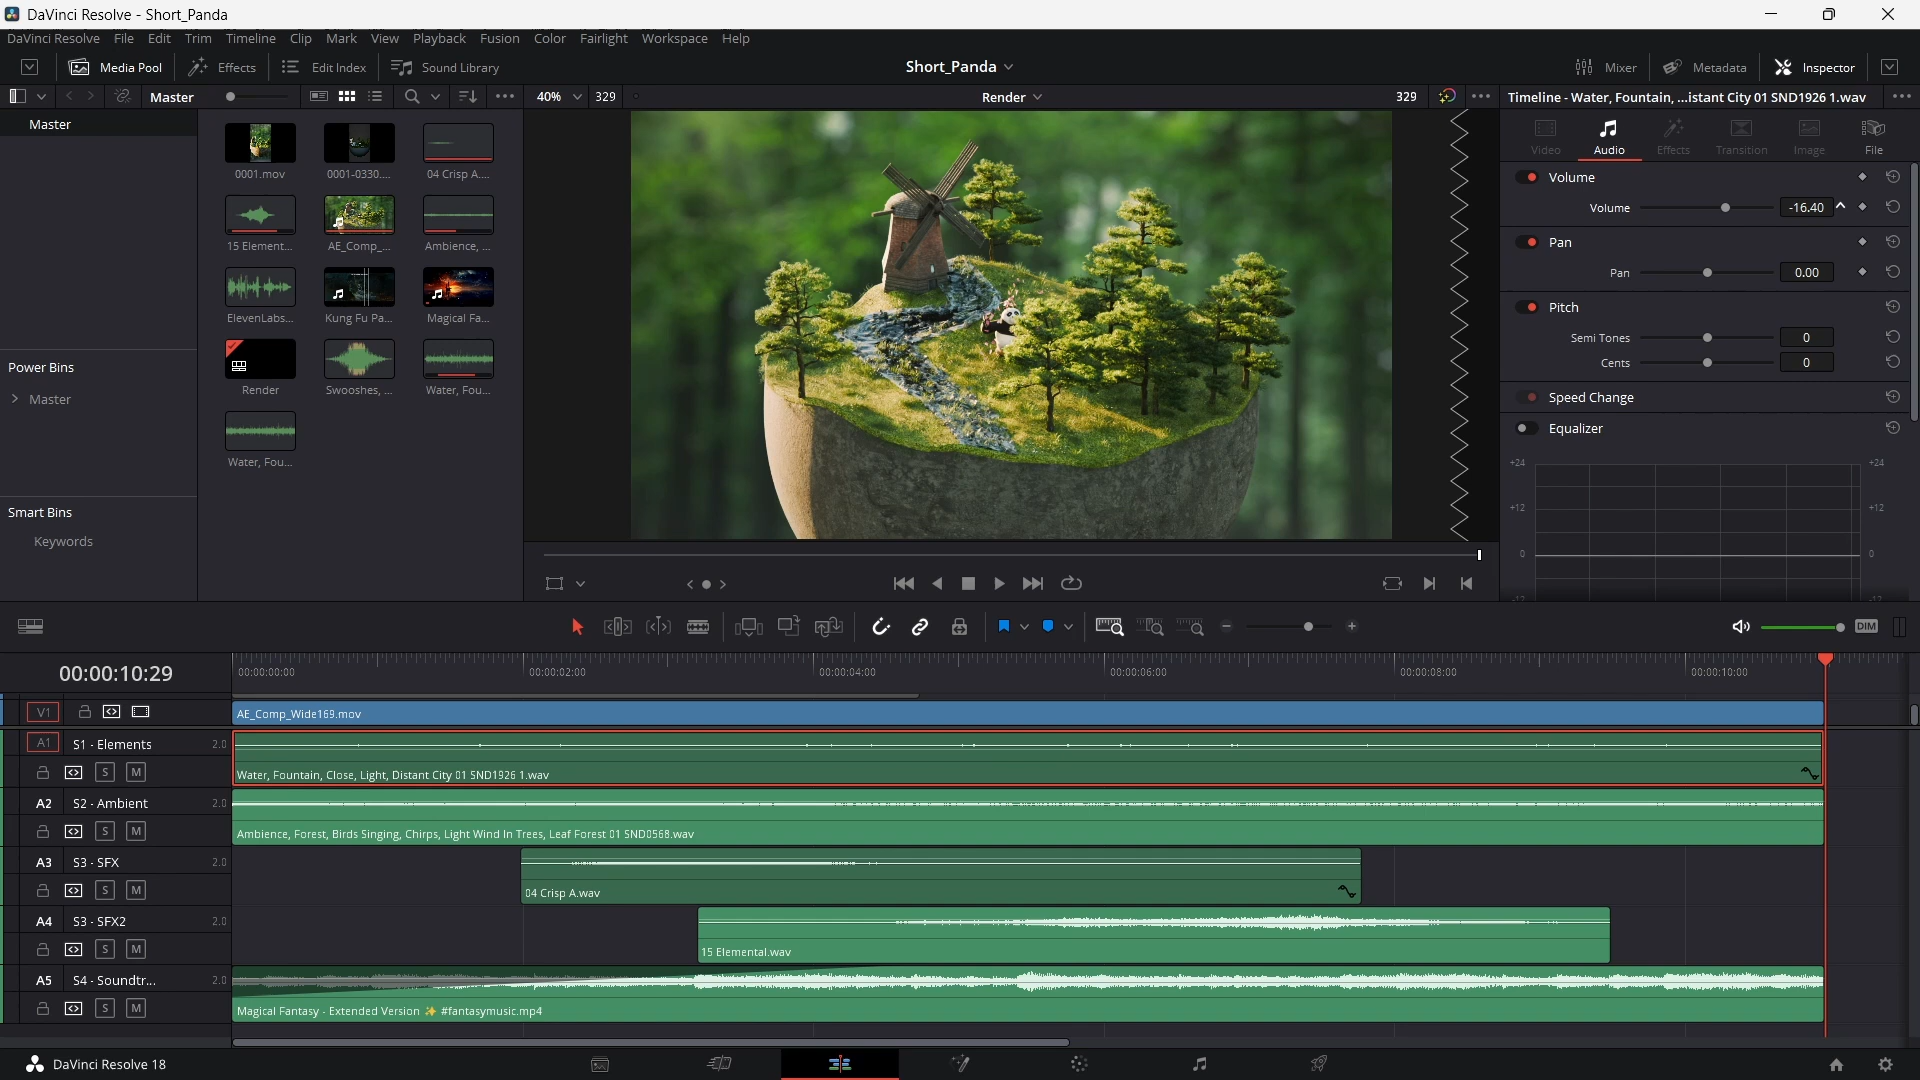 DaVinci Resolve - Short_Panda
DaVinci Resolve File Edit Trim Timeline Clip Mark View Playback Fusion Color Fairlight Workspace Help
Media Pool Effects Edit Index Sound Library Short_Panda Mixer Metadata Inspector
Master 40% 329 Render 329 Timeline - Water, Fountain, ...istant City 01 SND1926 1.wav
Master
Power Bins
Master
Smart Bins
Keywords
0001.mov 0001-0330.... 04 Crisp A....
15 Element... AE_Comp_... Ambience, ...
ElevenLabs... Kung Fu Pa... Magical Fa...
Render Swooshes, ... Water, Fou...
Water, Fou...
Video Audio Effects Transition Image File
Volume
Volume -16.40
Pan
Pan 0.00
Pitch
Semi Tones 0
Cents 0
Speed Change
Equalizer
+24 +24
+12 +12
0 0
-12 -12
DIM
00:00:10:29 00:00:00:00 00:00:02:00 00:00:04:00 00:00:06:00 00:00:08:00 00:00:10:00
V1 AE_Comp_Wide169.mov
A1 S1 - Elements 2.0
S M Water, Fountain, Close, Light, Distant City 01 SND1926 1.wav
A2 S2 - Ambient 2.0
S M Ambience, Forest, Birds Singing, Chirps, Light Wind In Trees, Leaf Forest 01 SND0568.wav
A3 S3 - SFX 2.0
S M 04 Crisp A.wav
A4 S3 - SFX2 2.0
S M 15 Elemental.wav
A5 S4 - Soundtr... 2.0
S M Magical Fantasy - Extended Version ✨ #fantasymusic.mp4
DaVinci Resolve 18